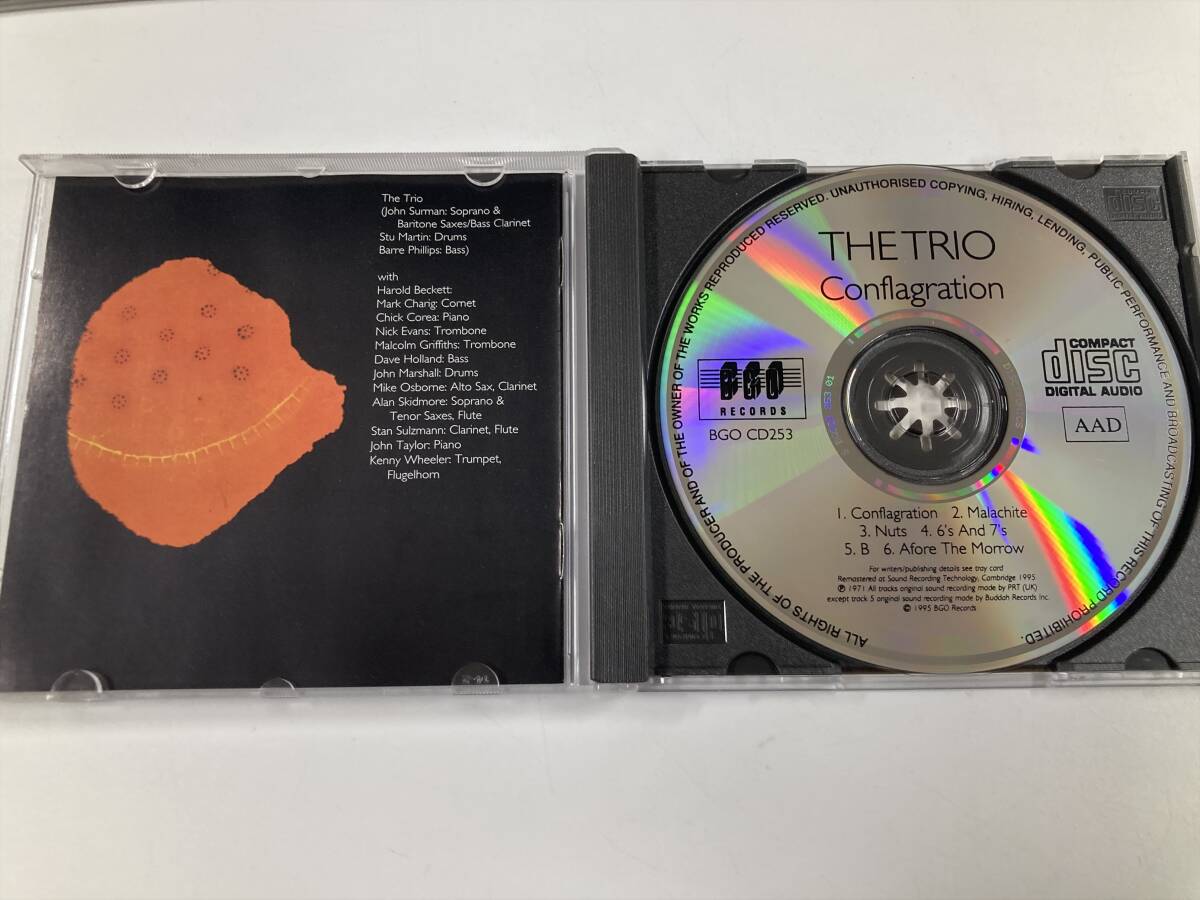 The Trio
(John Surman: Soprano &
Baritone Saxes/Bass Clarinet
Stu Martin: Drums
Barre Phillips: Bass)
with
Harold Beckett:
Mark Charig: Cornet
Chick Corea: Piano
Nick Evans: Trombone
Malcolm Griffiths: Trombone
Dave Holland: Bass
John Marshall: Drums
Mike Osborne: Alto Sax, Clarinet
Alan Skidmore: Soprano &
Tenor Saxes, Flute
Stan Sulzmann: Clarinet, Flute
John Taylor: Piano
Kenny Wheeler: Trumpet,
Flugelhorn
ALL RIGHTS OF THE PRODUCER AND OF THE OWNER OF THE WORKS REPRODUCED RESERVED. UNAUTHORISED COPYING, HIRING, LENDING, PUBLIC PERFORMANCE AND BROADCASTING OF THIS RECORD PROHIBITED.
THE TRIO
Conflagration
BGO
RECORDS
BGO CD253
COMPACT
disc
DIGITAL AUDIO
AAD
1. Conflagration 2. Malachite
3. Nuts 4. 6's And 7's
5. B 6. Afore The Morrow
For writers/publishing details see tray card
Remastered at Sound Recording Technology, Cambridge 1995
℗ 1971 All tracks original sound recording made by PRT (UK)
except track 5 original sound recording made by Buddah Records Inc.
© 1995 BGO Records
disc